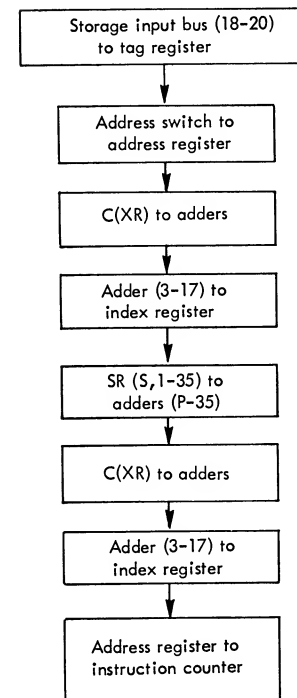 Storage input bus (18-20)
to tag register
Address switch to
address register
C(XR) to adders
Adder (3-17) to
index register
SR (S,1-35) to
adders (P-35)
C(XR) to adders
Adder (3-17) to
index register
Address register to
instruction counter